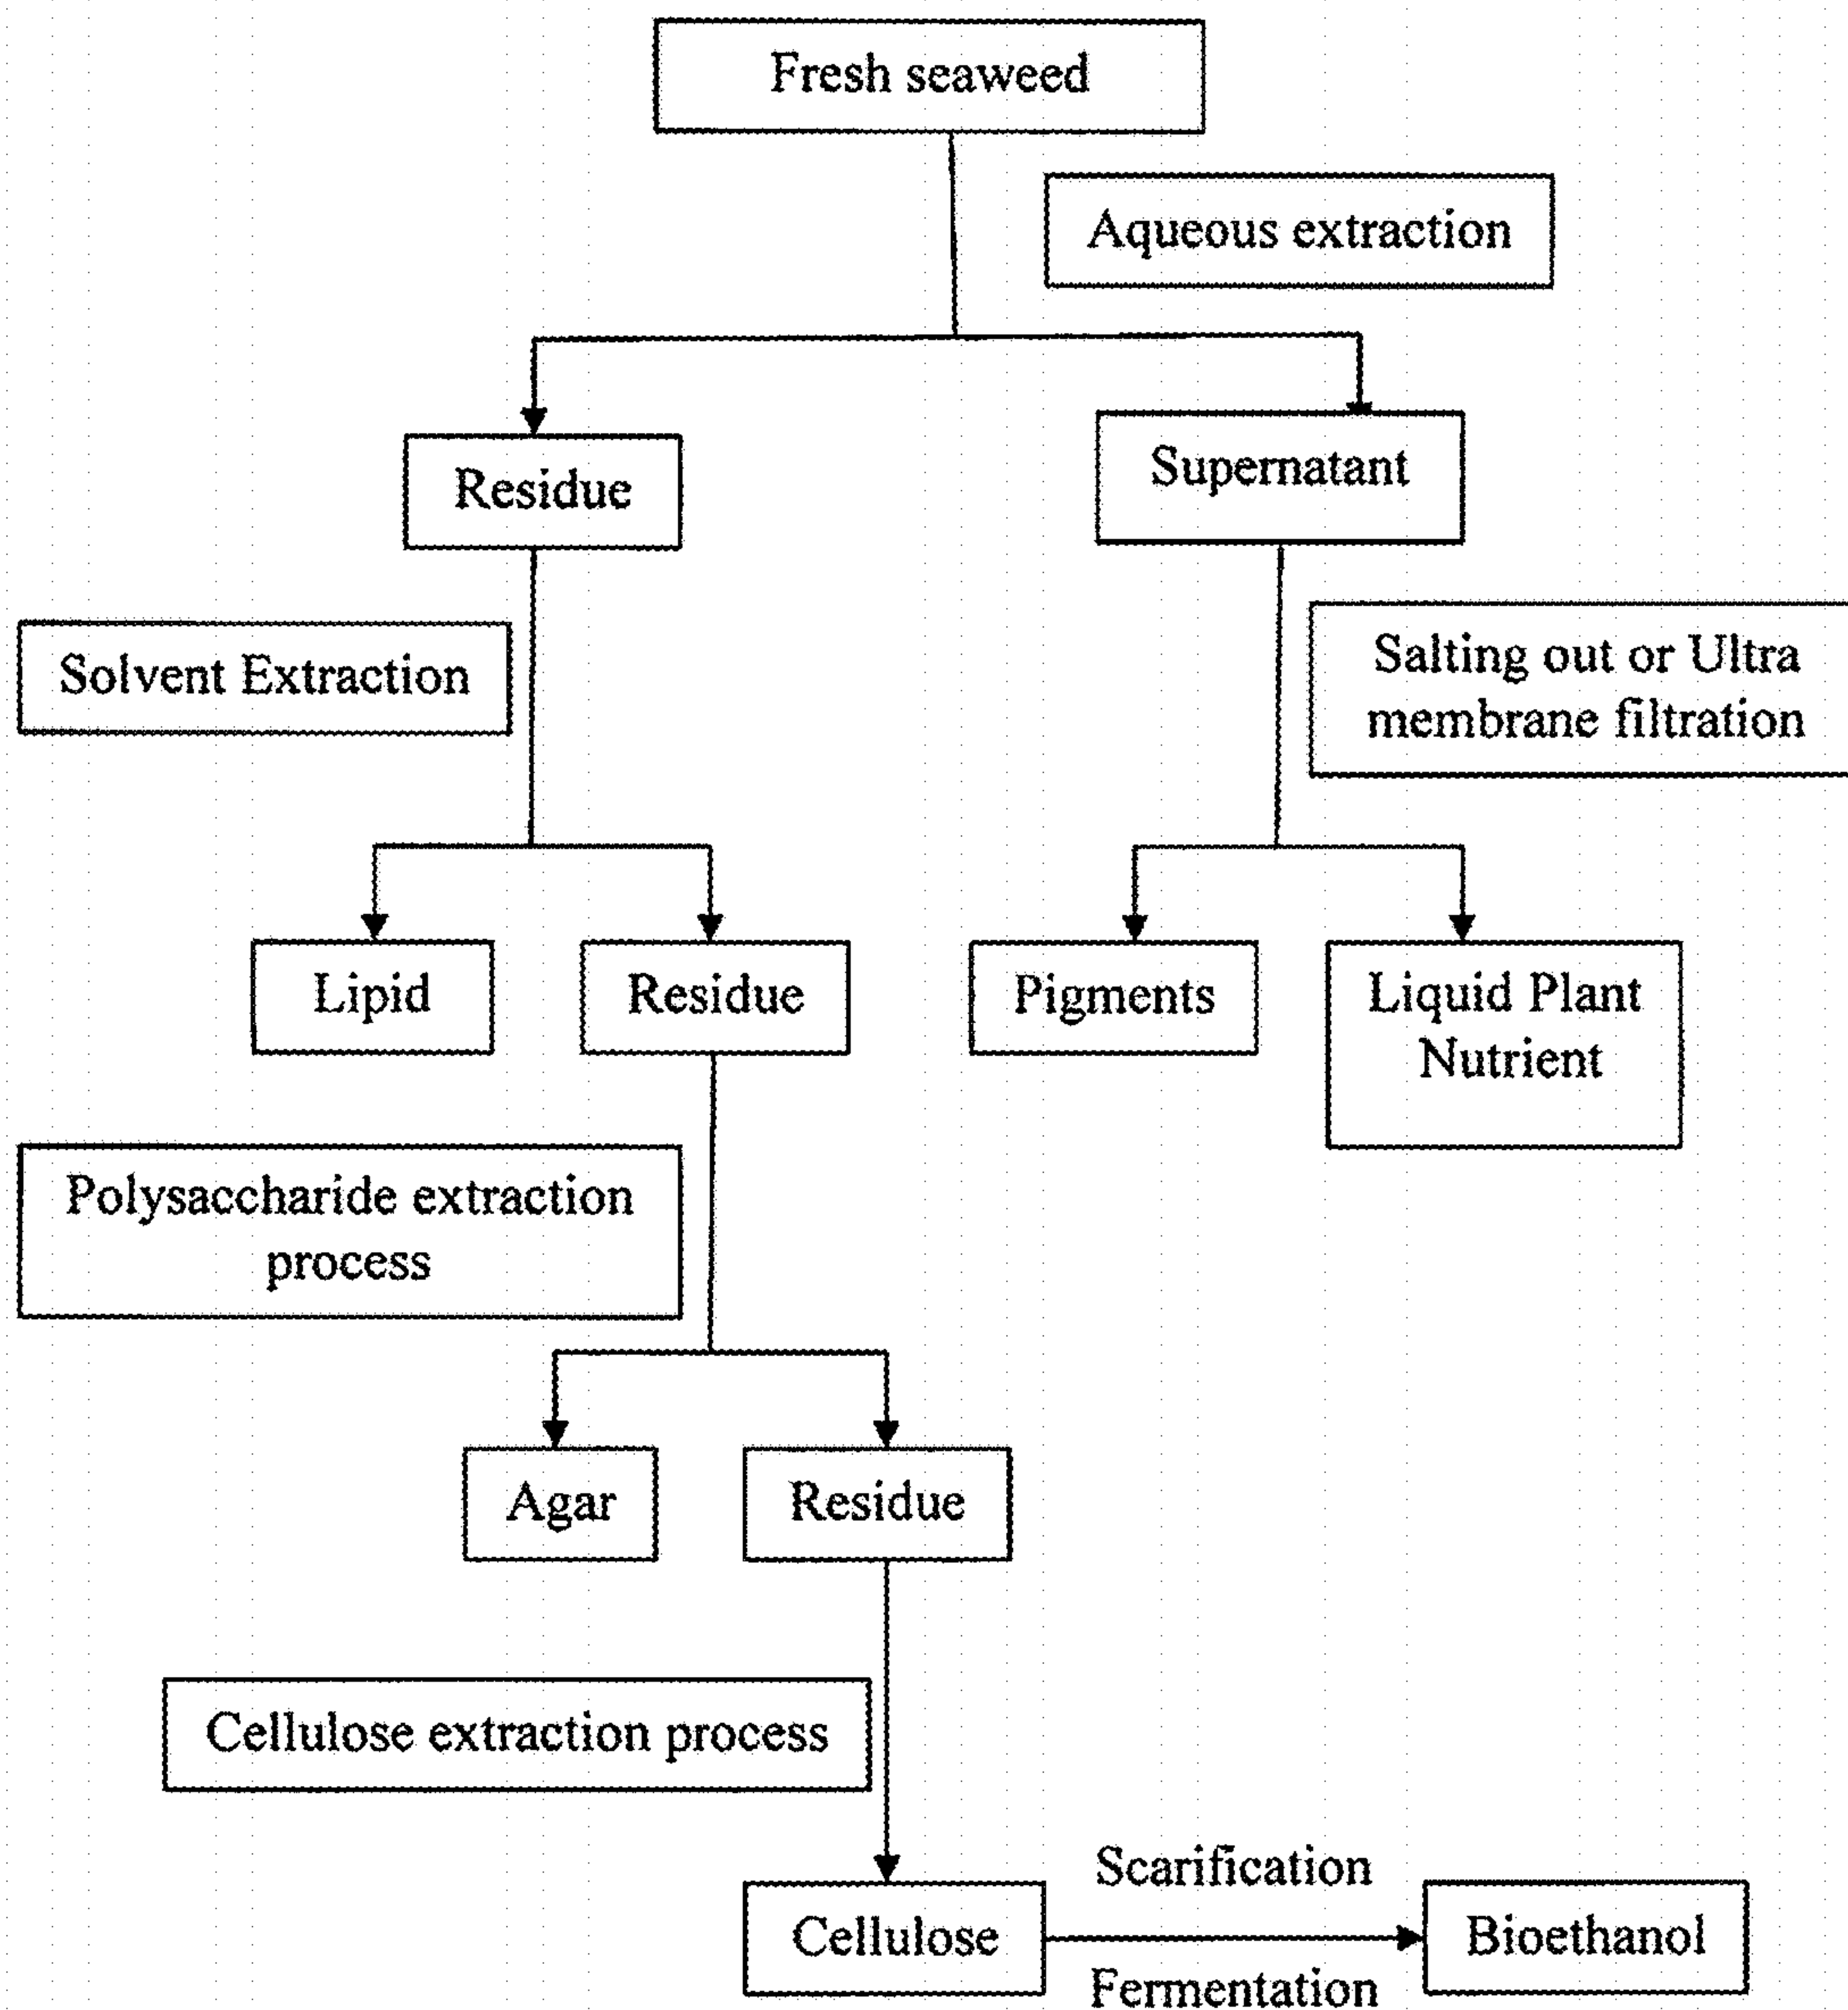 Fresh seaweed
Aqueous extraction
Residue
Supernatant
Solvent Extraction
Salting out or Ultra
membrane filtration
Lipid
Residue
Pigments
Liquid Plant
Nutrient
Polysaccharide extraction
process
Agar
Residue
Cellulose extraction process
Scarification
Cellulose
Bioethanol
Fermentation